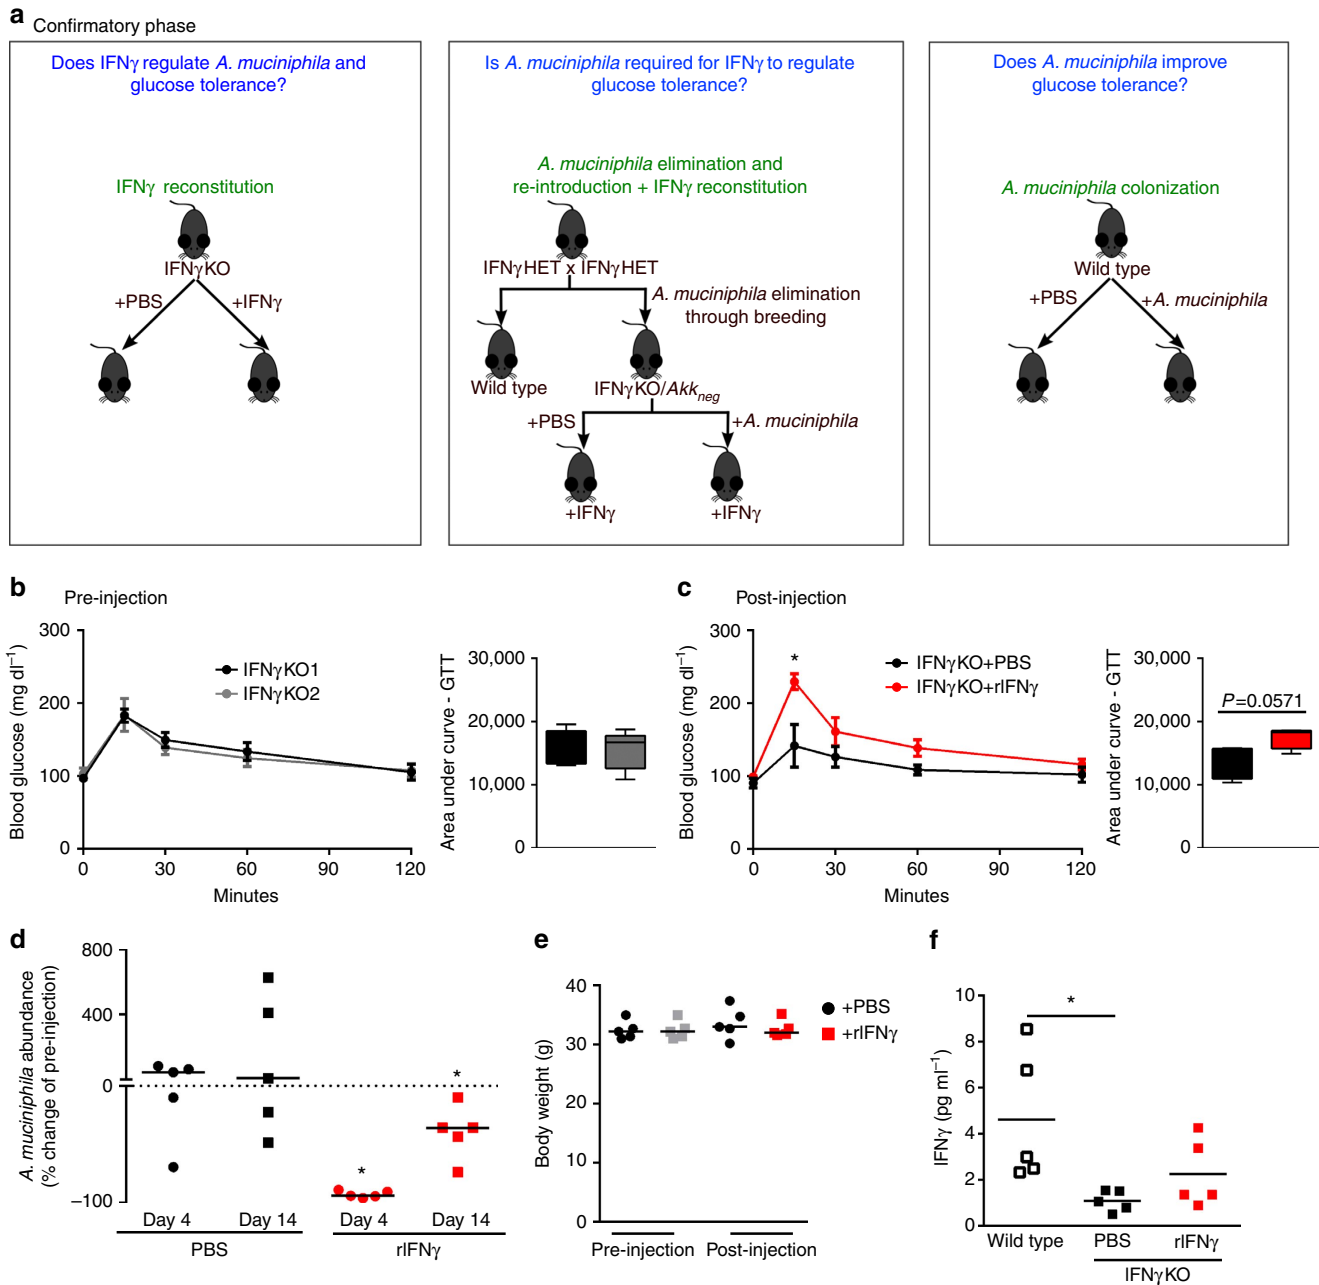 a Confirmatory phase
Does IFNγ regulate A. muciniphila and
glucose tolerance?
IFNγ reconstitution
IFNγKO
+PBS
+IFNγ
Is A. muciniphila required for IFNγ to regulate
glucose tolerance?
A. muciniphila elimination and
re-introduction + IFNγ reconstitution
IFNγHET x IFNγHET
A. muciniphila elimination
through breeding
Wild type
IFNγKO/Akkneg
+PBS
+A. muciniphila
+IFNγ
+IFNγ
Does A. muciniphila improve
glucose tolerance?
A. muciniphila colonization
Wild type
+PBS
+A. muciniphila
b
Pre-injection
Blood glucose (mg dl−1)
300
200
100
0
0 30 60 90 120
Minutes
IFNγKO1
IFNγKO2
Area under curve - GTT
30,000
20,000
10,000
0
c
Post-injection
Blood glucose (mg dl−1)
300
200
100
0
0 30 60 90 120
Minutes
*
IFNγKO+PBS
IFNγKO+rIFNγ
Area under curve - GTT
30,000
20,000
10,000
0
P=0.0571
d
A. muciniphila abundance
(% change of pre-injection)
800
400
0
−100
*
*
Day 4 Day 14 Day 4 Day 14
PBS rIFNγ
e
Body weight (g)
40
30
20
10
0
+PBS
+rIFNγ
Pre-injection Post-injection
f
IFNγ (pg ml−1)
10
8
6
4
2
0
*
Wild type PBS rIFNγ
IFNγKO